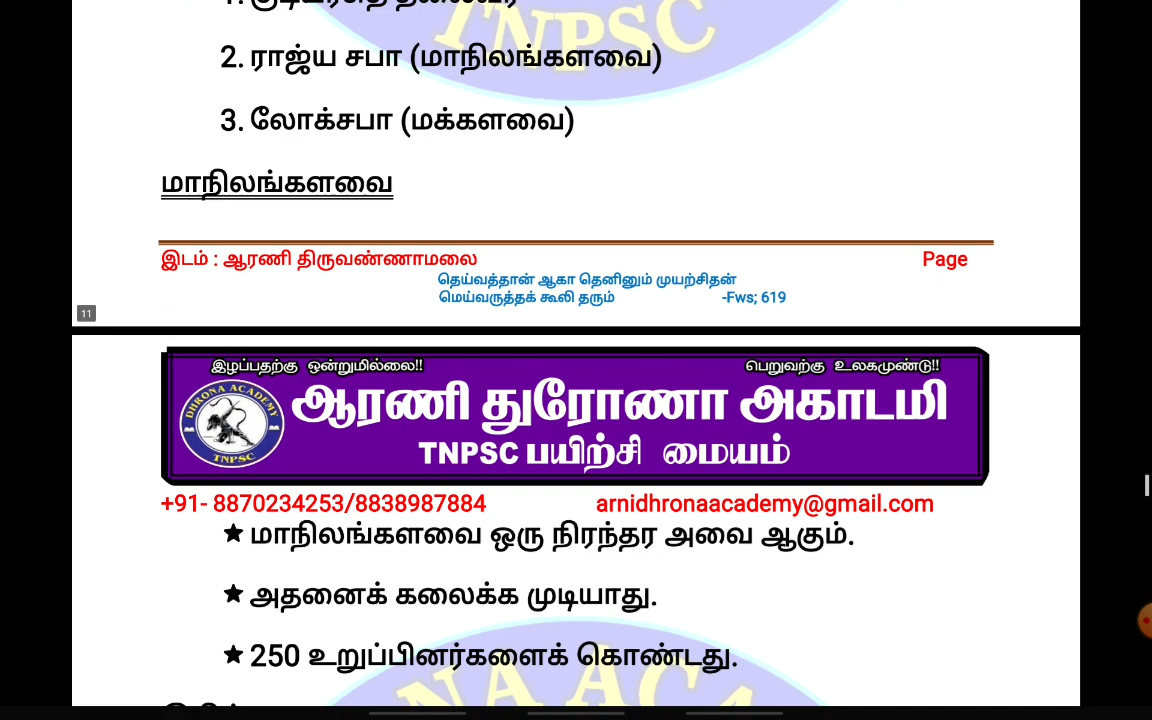 TNPSC
2. ராஜ்ய சபா (மாநிலங்களவை)
3. லோக்சபா (மக்களவை)
மாநிலங்களவை
இடம் : ஆரணி திருவண்ணாமலை Page
தெய்வத்தான் ஆகா தெனினும் முயற்சிதன்
மெய்வருத்தக் கூலி தரும் -Fws; 619
11
இழப்பதற்கு ஒன்றுமில்லை!! பெறுவற்கு உலகமுண்டு!!
DHRONA ACADEMY
TNPSC
ஆரணி துரோணா அகாடமி
TNPSC பயிற்சி மையம்
+91- 8870234253/8838987884 arnidhronaacademy@gmail.com
★ மாநிலங்களவை ஒரு நிரந்தர அவை ஆகும்.
★ அதனைக் கலைக்க முடியாது.
★ 250 உறுப்பினர்களைக் கொண்டது.